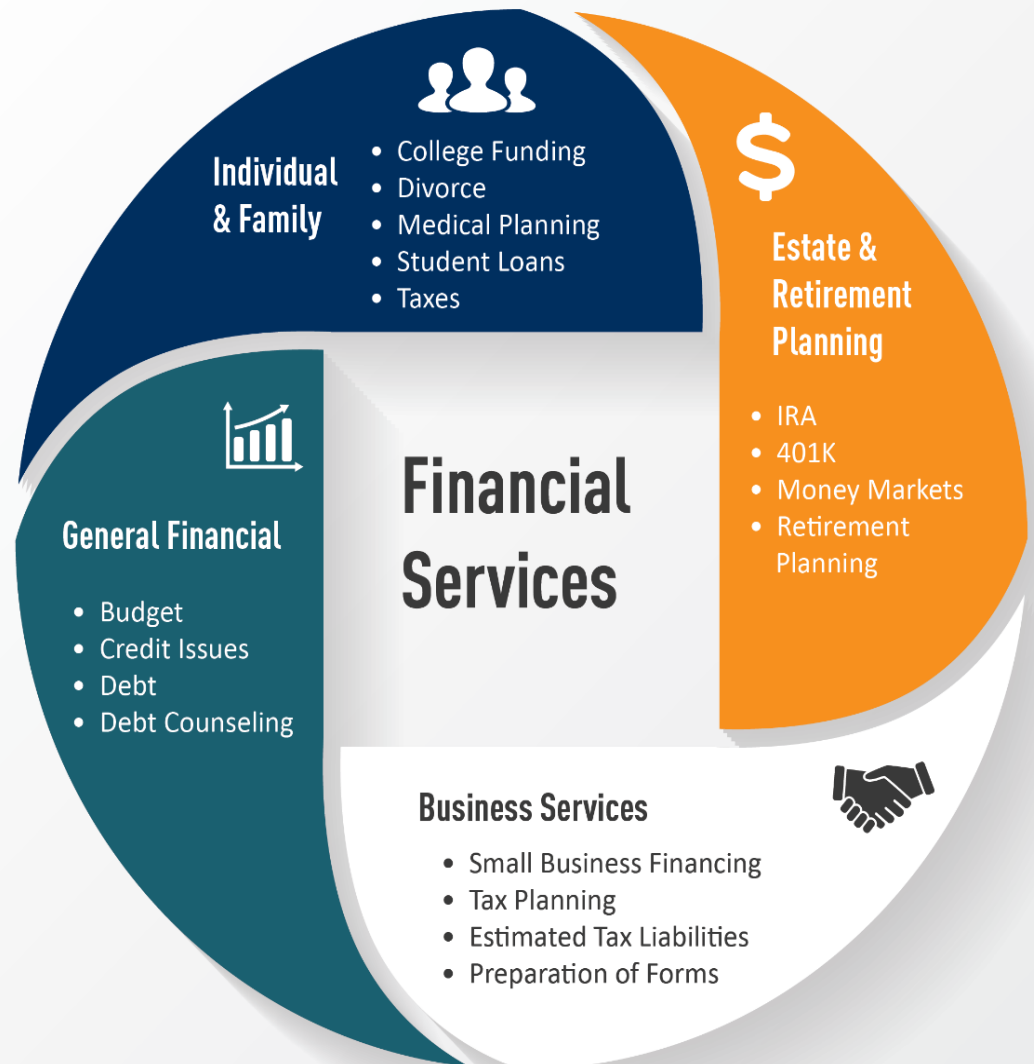 Individual
& Family
• College Funding
• Divorce
• Medical Planning
• Student Loans
• Taxes
$
Estate &
Retirement
Planning
• IRA
• 401K
• Money Markets
• Retirement
Planning
General Financial
• Budget
• Credit Issues
• Debt
• Debt Counseling
Financial
Services
Business Services
• Small Business Financing
• Tax Planning
• Estimated Tax Liabilities
• Preparation of Forms